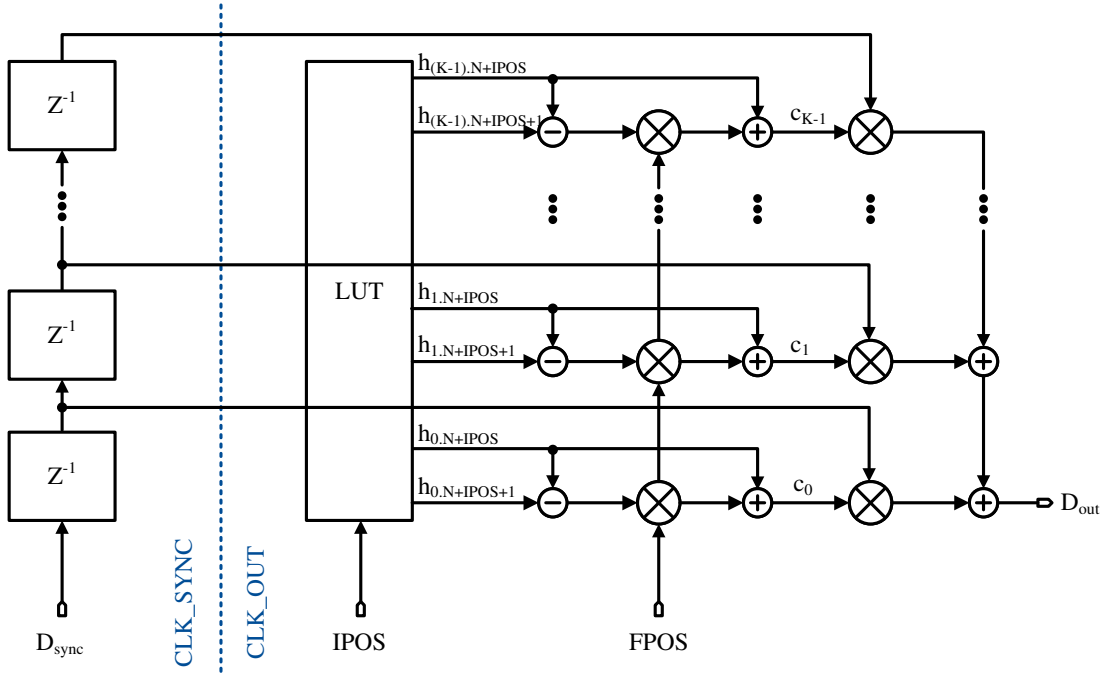 h(K-1).N+IPOS
Z-1
h(K-1).N+IPOS+1
cK-1
LUT
h1.N+IPOS
Z-1
h1.N+IPOS+1
c1
h0.N+IPOS
Z-1
h0.N+IPOS+1
c0
Dout
CLK_SYNC
CLK_OUT
Dsync
IPOS
FPOS